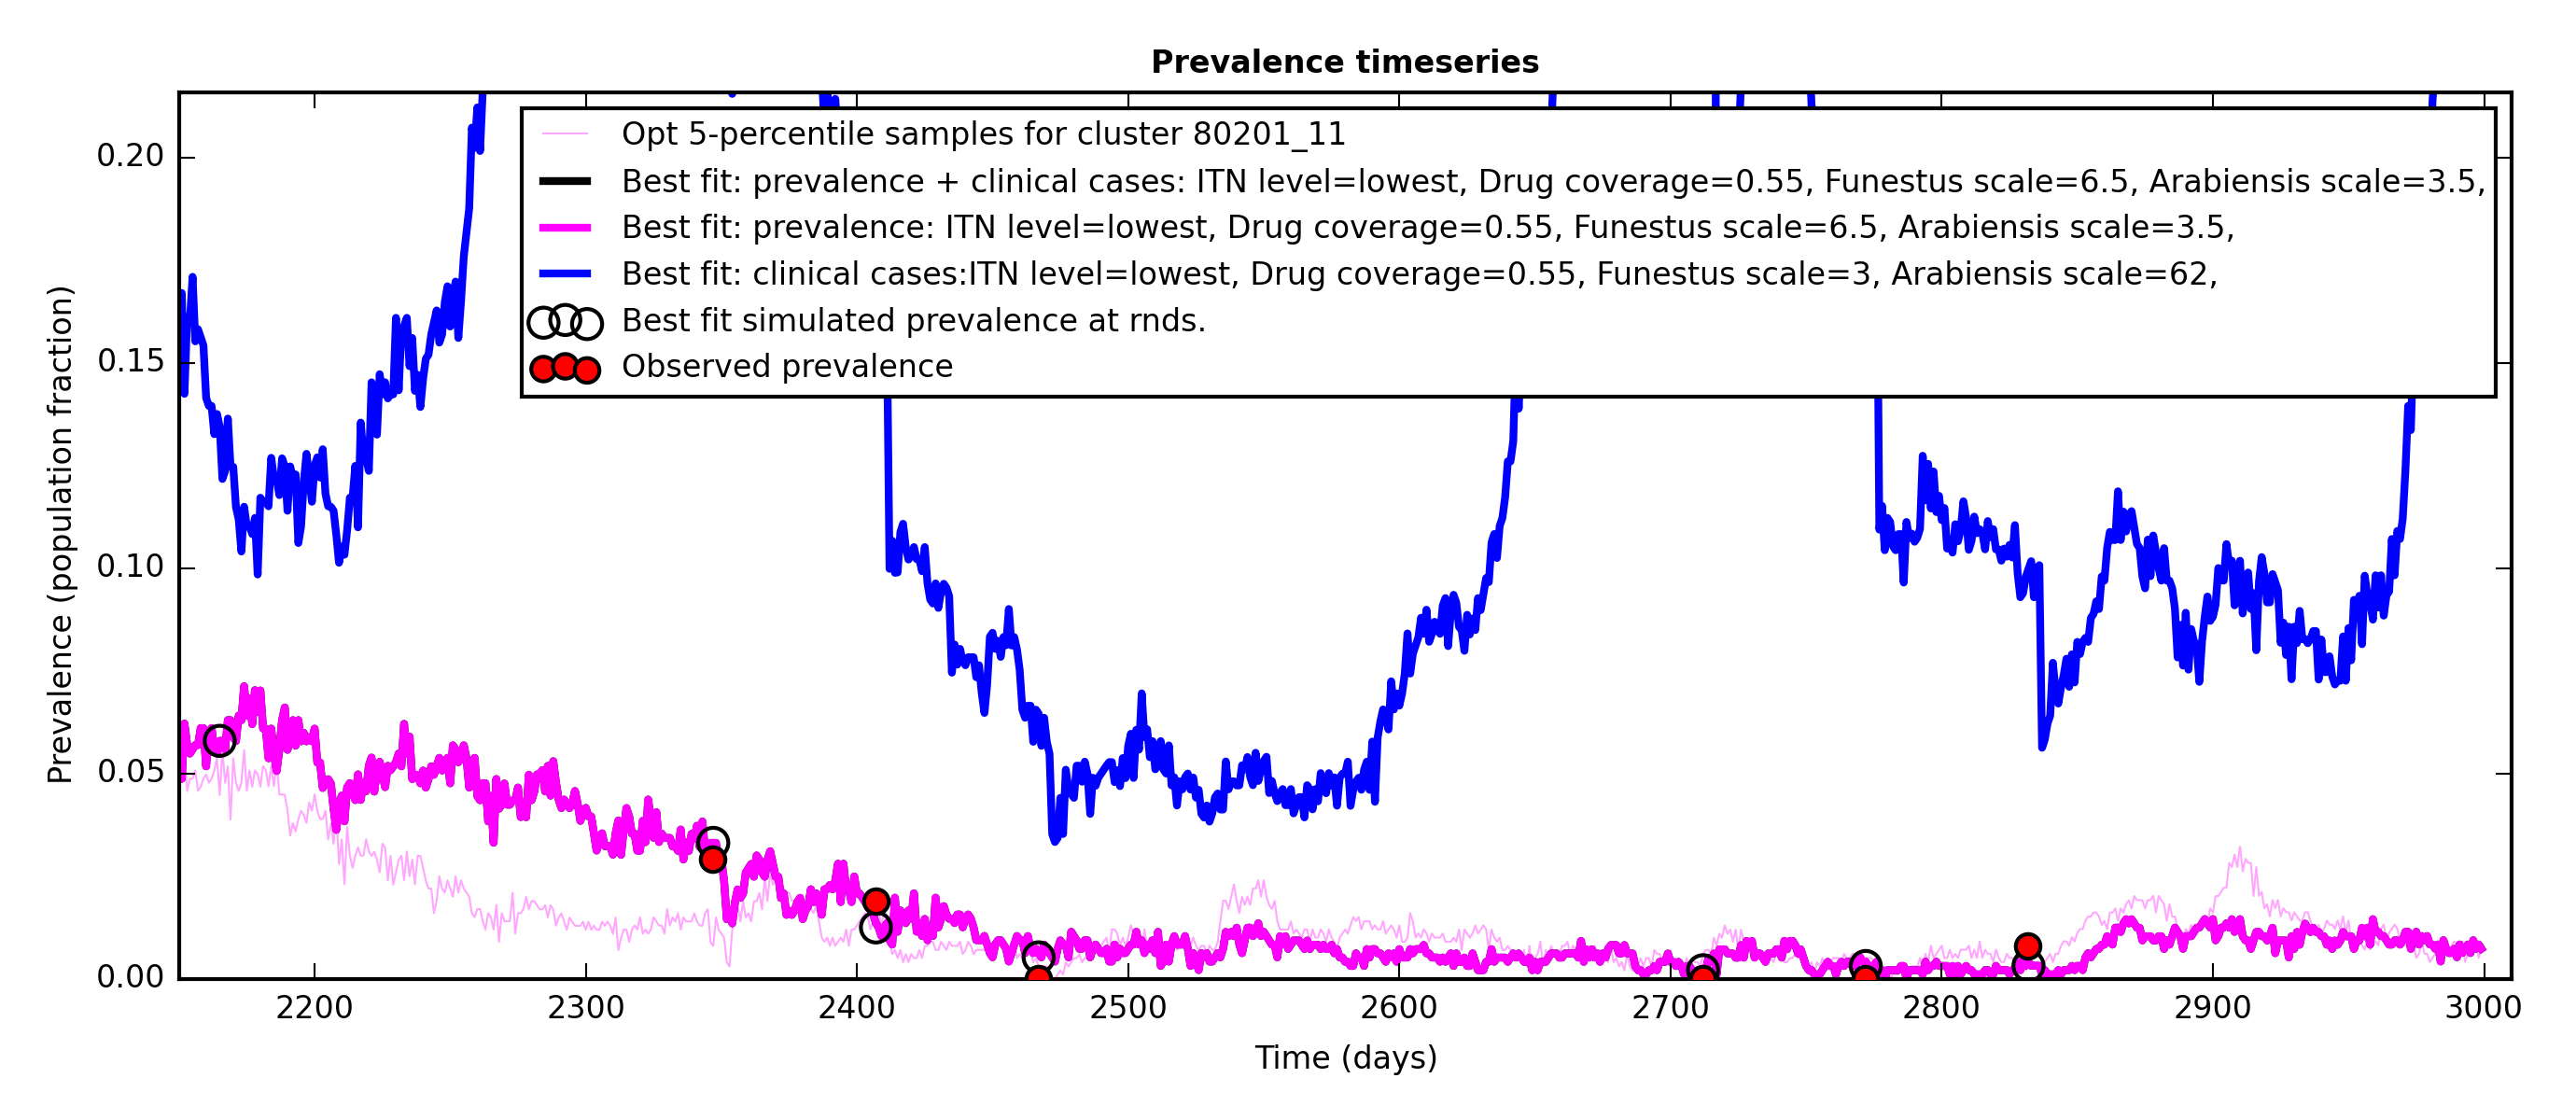 Prevalence timeseries
Opt 5-percentile samples for cluster 80201_11
Best fit: prevalence + clinical cases: ITN level=lowest, Drug coverage=0.55, Funestus scale=6.5, Arabiensis scale=3.5,
Best fit: prevalence: ITN level=lowest, Drug coverage=0.55, Funestus scale=6.5, Arabiensis scale=3.5,
Best fit: clinical cases:ITN level=lowest, Drug coverage=0.55, Funestus scale=3, Arabiensis scale=62,
Best fit simulated prevalence at rnds.
Observed prevalence
Prevalence (population fraction)
0.20
0.15
0.10
0.05
0.00
2200 2300 2400 2500 2600 2700 2800 2900 3000
Time (days)